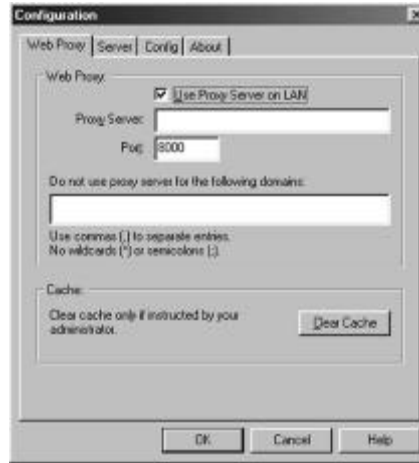 Configuration
Web Proxy Server Config About
Web Proxy:
Use Proxy Server on LAN
Proxy Server:
Port: 8000
Do not use proxy server for the following domains:
Use commas (,) to separate entries.
No wildcards (*) or semicolons (;).
Cache:
Clear cache only if instructed by your
administrator.
Clear Cache
OK Cancel Help